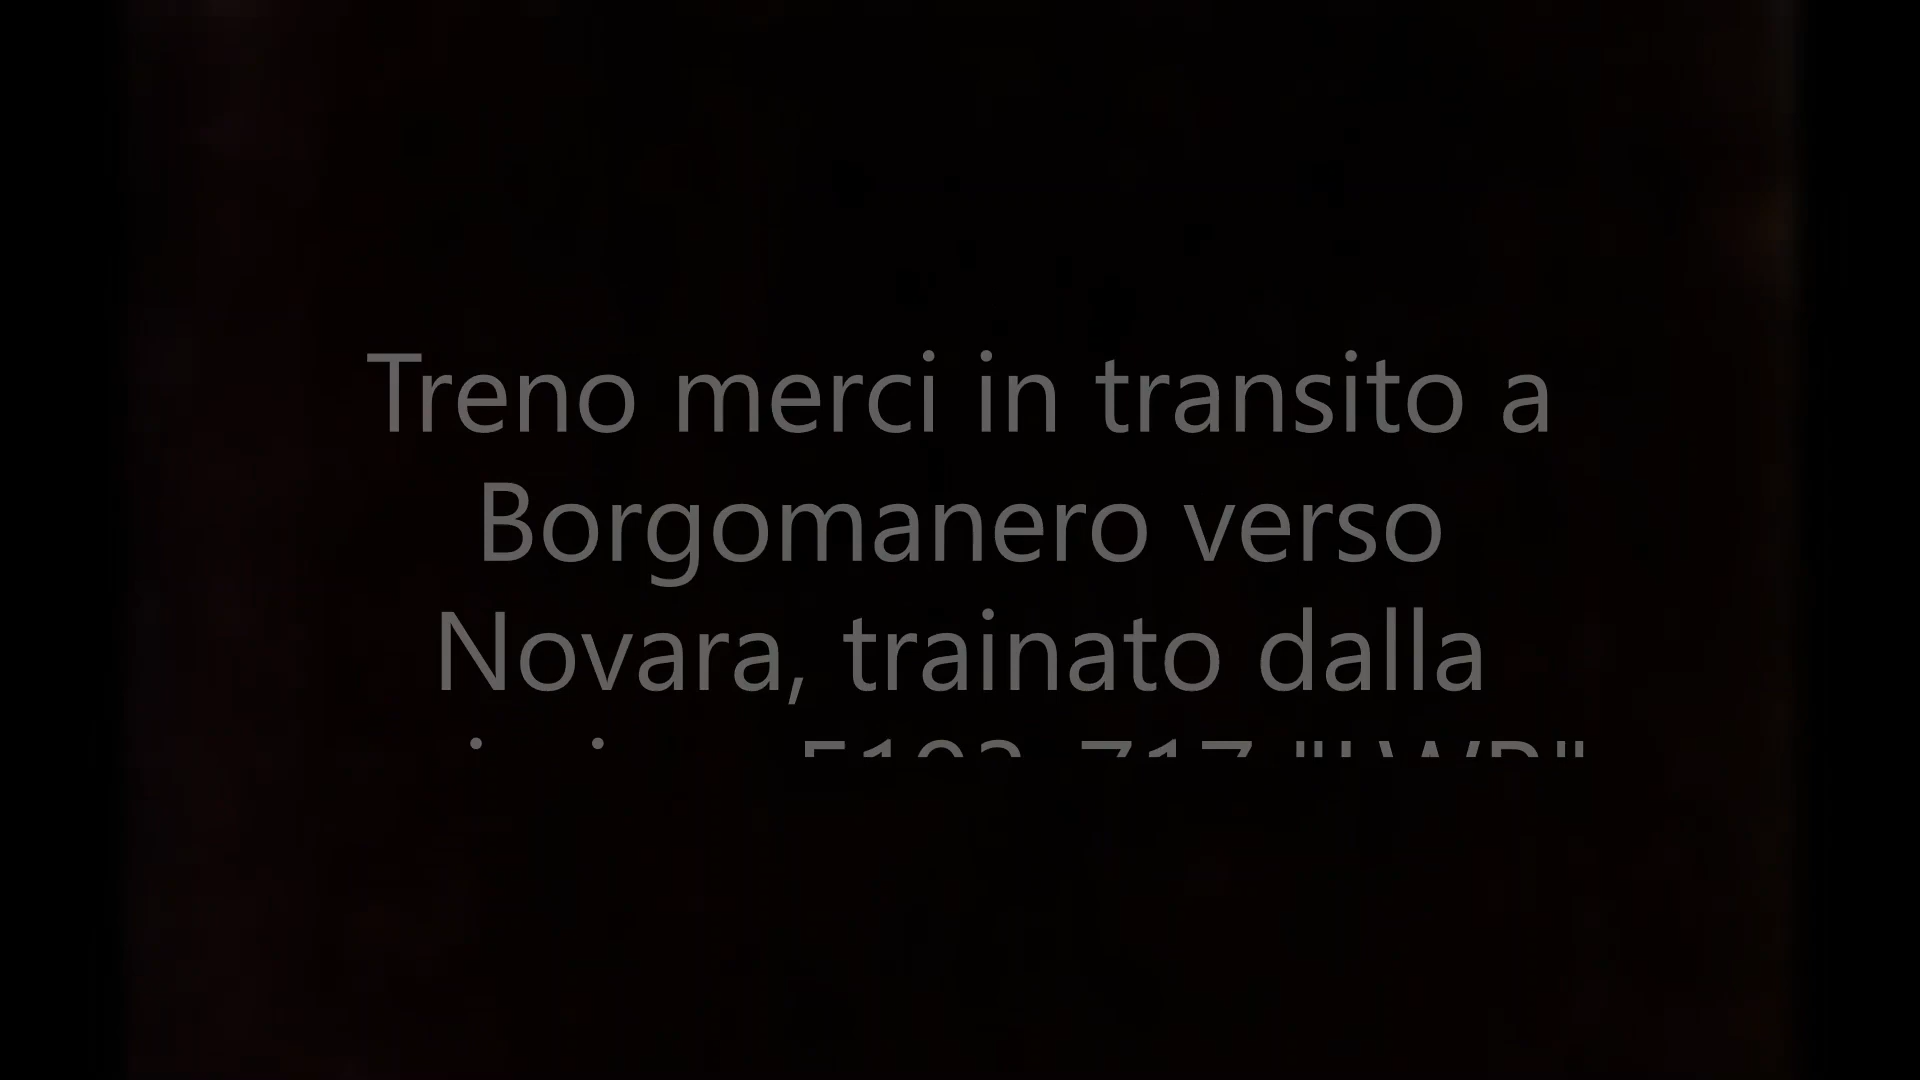 Treno merci in transito a
Borgomanero verso
Novara, trainato dalla